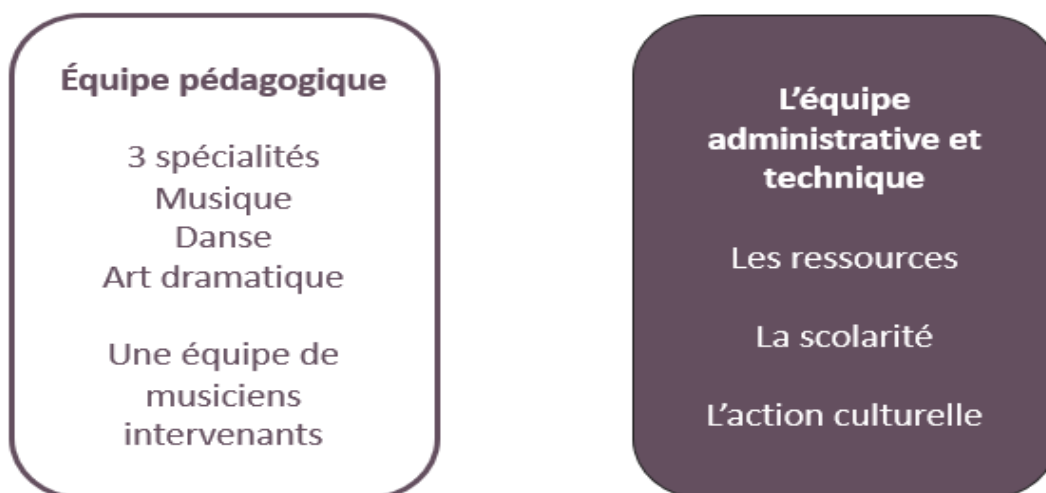 Équipe pédagogique
3 spécialités
Musique
Danse
Art dramatique
Une équipe de
musiciens
intervenants
L’équipe
administrative et
technique
Les ressources
La scolarité
L’action culturelle